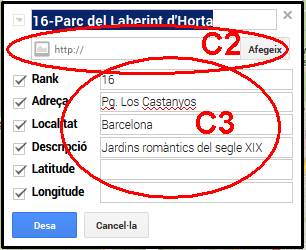 16-Parc del Laberint d'Horta
http://
Afegeix
C2
Rank 16
Adreça Pg. Los Castanyos
Localitat Barcelona
C3
Descripció Jardins romàntics del segle XIX
Latitude
Longitude
Desa Cancel·la